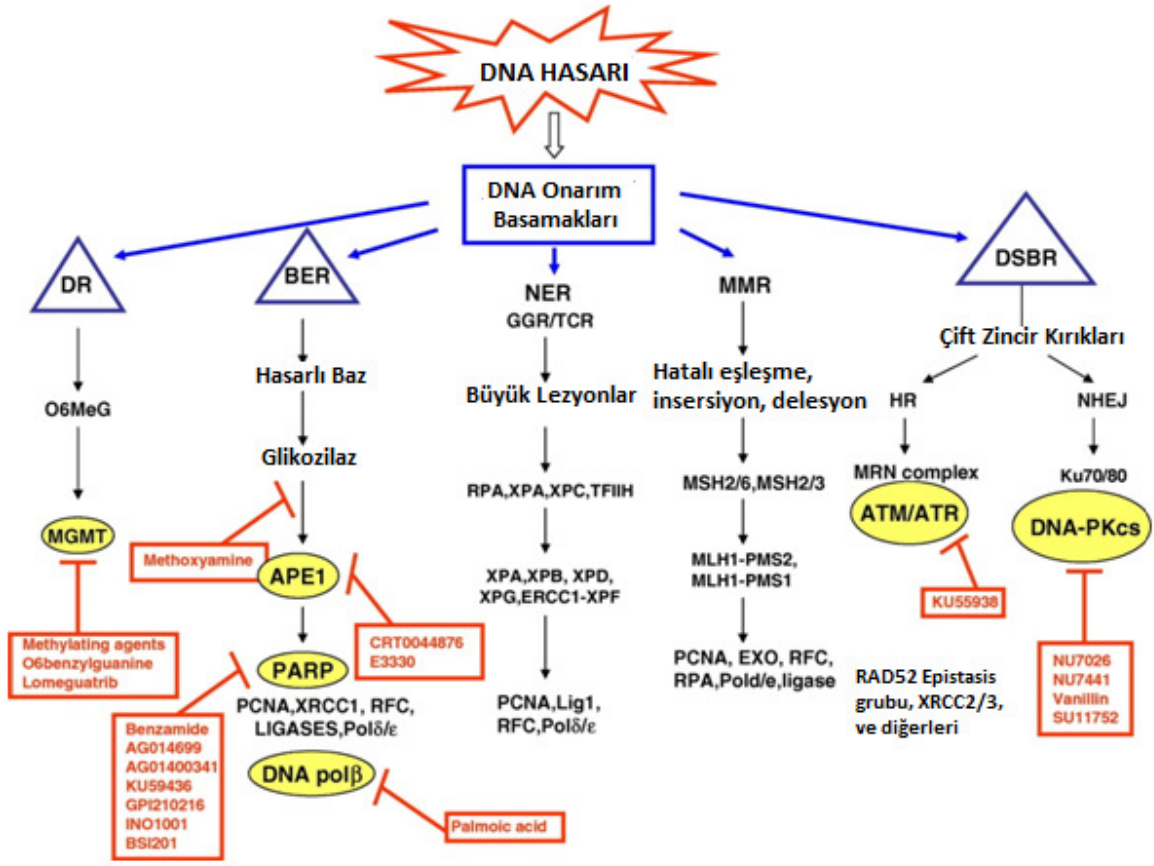 DNA HASARI
DNA Onarım
Basamakları
DR
O6MeG
MGMT
Methylating agents
O6benzylguanine
Lomeguatrib
BER
Hasarlı Baz
Glikozilaz
Methoxyamine
APE1
CRT0044876
E3330
PARP
PCNA,XRCC1, RFC,
LIGASES,Polδ/ε
Benzamide
AG014699
AG01400341
KU59436
GPI210216
INO1001
BSI201
DNA polβ
Palmoic acid
NER
GGR/TCR
Büyük Lezyonlar
RPA,XPA,XPC,TFIIH
XPA,XPB, XPD,
XPG,ERCC1-XPF
PCNA,Lig1,
RFC,Polδ/ε
MMR
Hatalı eşleşme,
insersiyon, delesyon
MSH2/6,MSH2/3
MLH1-PMS2,
MLH1-PMS1
PCNA, EXO, RFC,
RPA,Pold/e,ligase
DSBR
Çift Zincir Kırıkları
HR
MRN complex
ATM/ATR
KU55938
RAD52 Epistasis
grubu, XRCC2/3,
ve diğerleri
NHEJ
Ku70/80
DNA-PKcs
NU7026
NU7441
Vanillin
SU11752